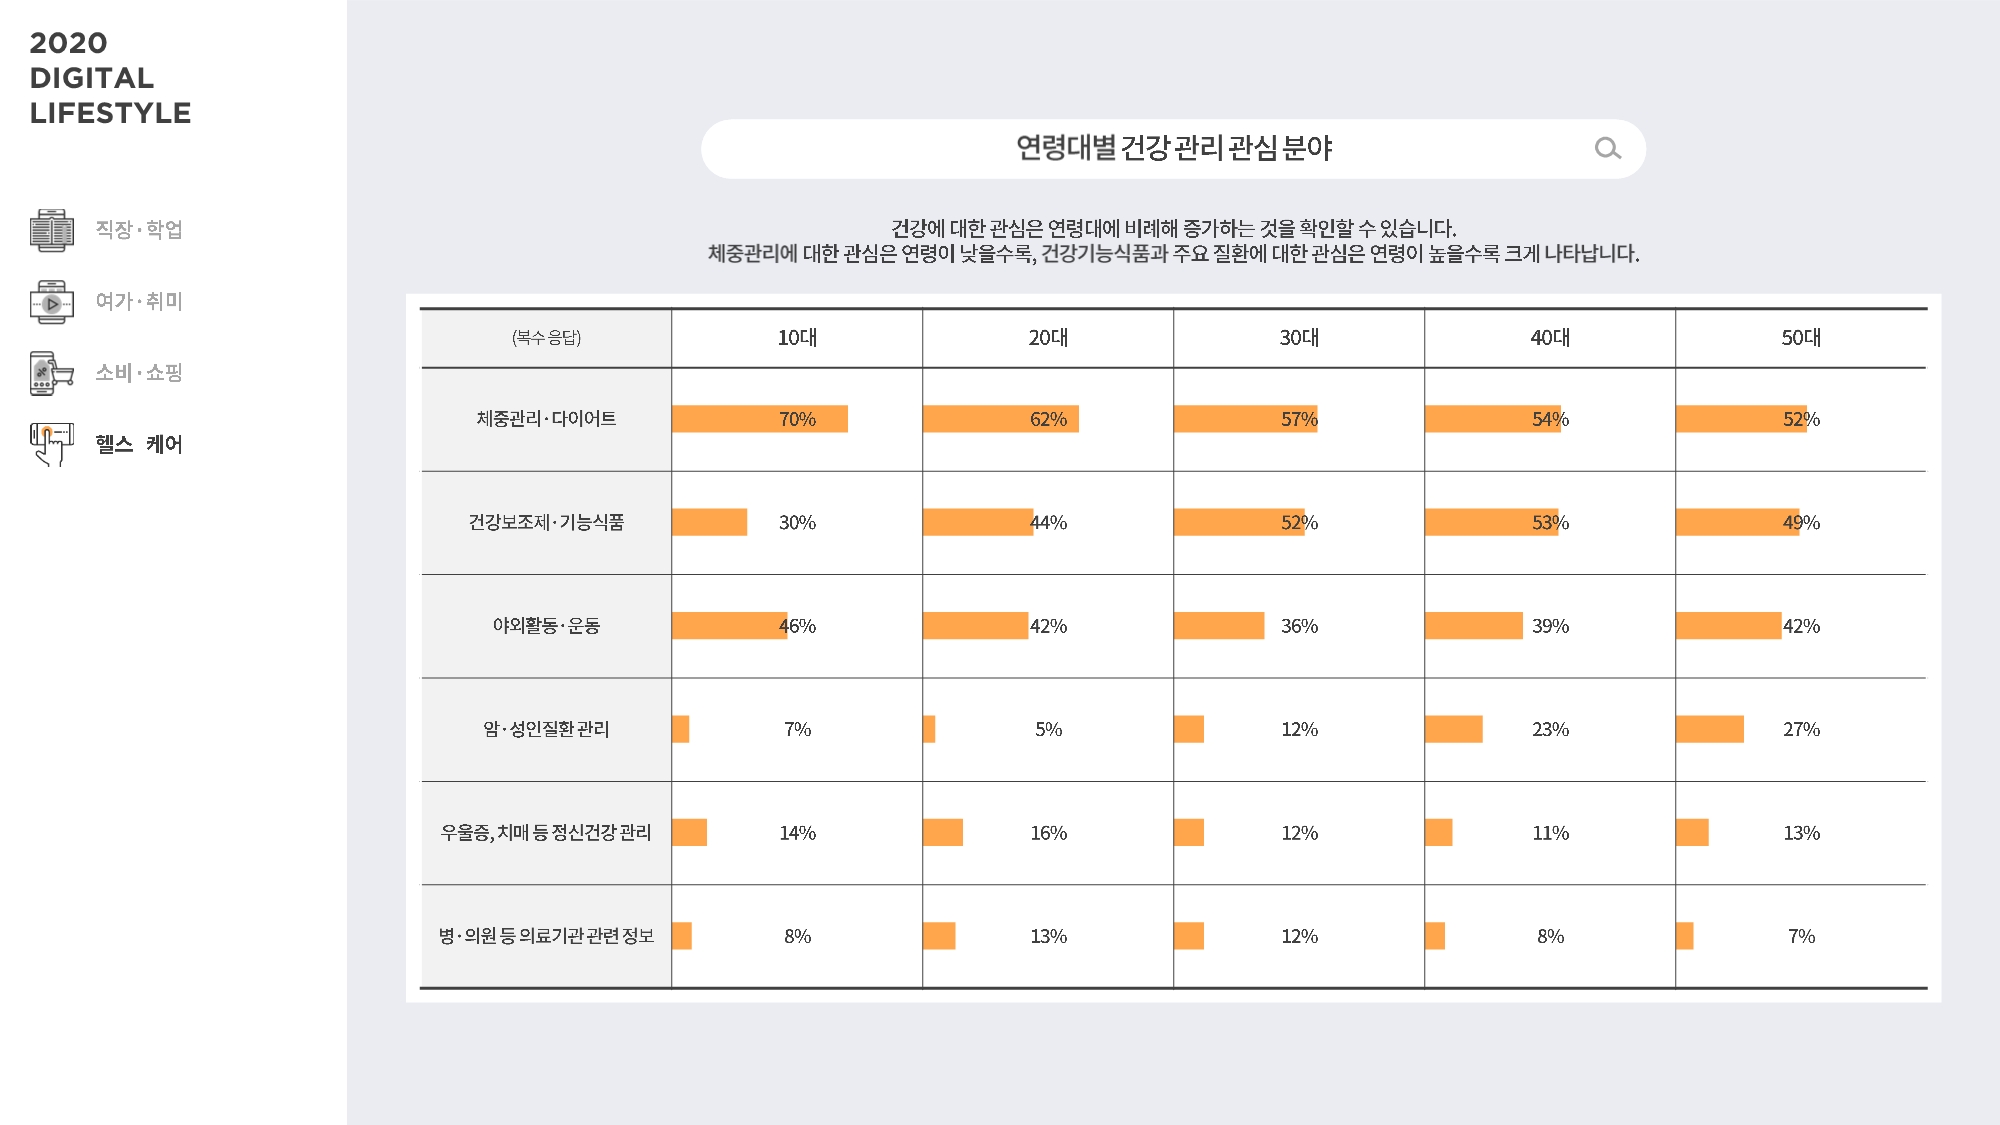 2020
DIGITAL
LIFESTYLE
직장·학업
여가·취미
소비·쇼핑
헬스 케어
연령대별 건강 관리 관심 분야
건강에 대한 관심은 연령대에 비례해 증가하는 것을 확인할 수 있습니다.
체중관리에 대한 관심은 연령이 낮을수록, 건강기능식품과 주요 질환에 대한 관심은 연령이 높을수록 크게 나타납니다.
(복수 응답) 10대 20대 30대 40대 50대
체중관리·다이어트 70% 62% 57% 54% 52%
건강보조제·기능식품 30% 44% 52% 53% 49%
야외활동·운동 46% 42% 36% 39% 42%
암·성인질환 관리 7% 5% 12% 23% 27%
우울증, 치매 등 정신건강 관리 14% 16% 12% 11% 13%
병·의원 등 의료기관 관련 정보 8% 13% 12% 8% 7%